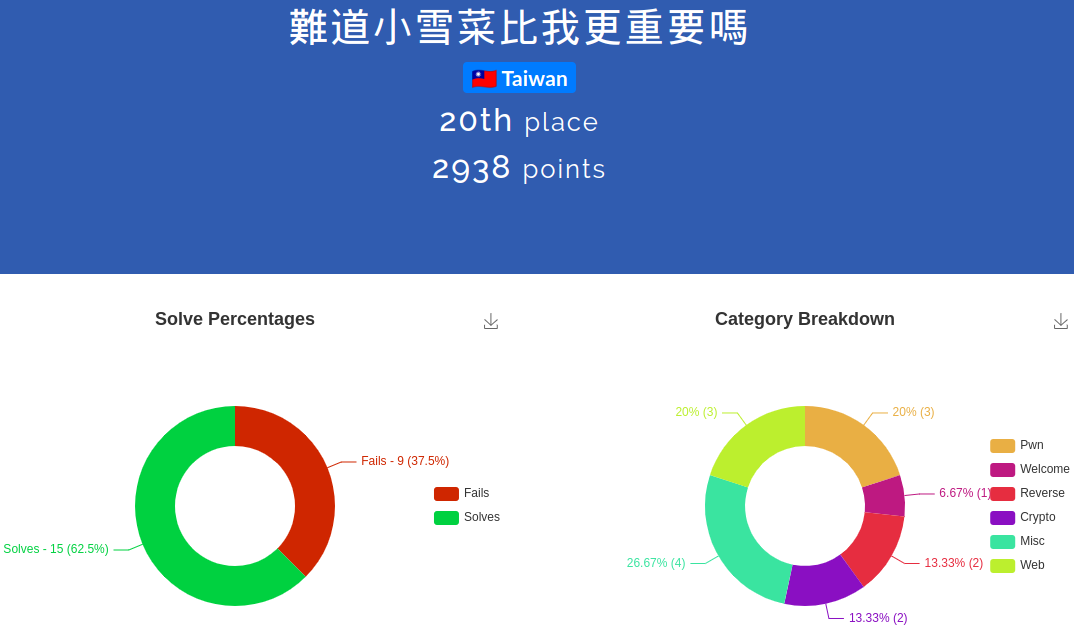 難道小雪菜比我更重要嗎
🇹🇼 Taiwan
20th place
2938 points
Solve Percentages
Category Breakdown
Fails - 9 (37.5%)
Solves - 15 (62.5%)
Fails
Solves
20% (3)
20% (3)
6.67% (1)
13.33% (2)
13.33% (2)
26.67% (4)
Pwn
Welcome
Reverse
Crypto
Misc
Web